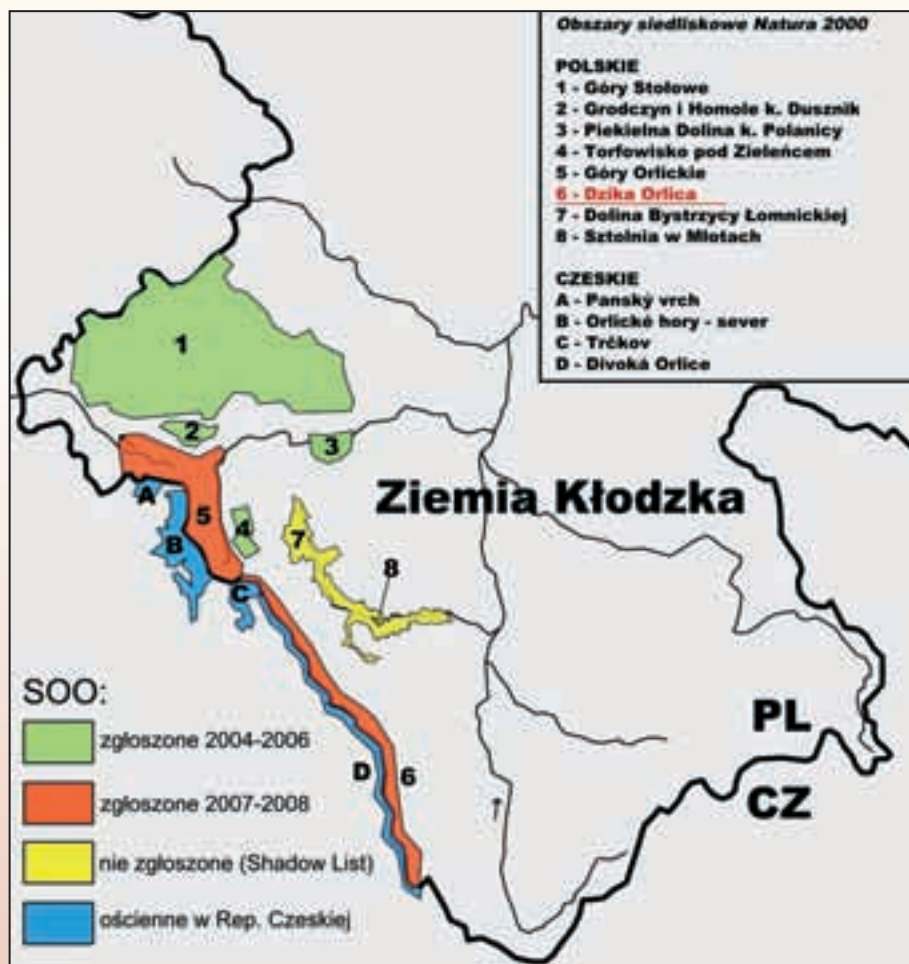 Obszary siedliskowe Natura 2000
POLSKIE
1 - Góry Stołowe
2 - Grodczyn i Homole k. Dusznik
3 - Piekielna Dolina k. Polanicy
4 - Torfowisko pod Zieleńcem
5 - Góry Orlickie
6 - Dzika Orlica
7 - Dolina Bystrzycy Łomnickiej
8 - Sztolnia w Młotach
CZESKIE
A - Panský vrch
B - Orlické hory - sever
C - Trčkov
D - Divoká Orlice
1
2
3
A
5
4
7
Ziemia Kłodzka
B
8
C
SOO:
zgłoszone 2004-2006
PL
D
6
CZ
zgłoszone 2007-2008
nie zgłoszone (Shadow List)
ościenne w Rep. Czeskiej